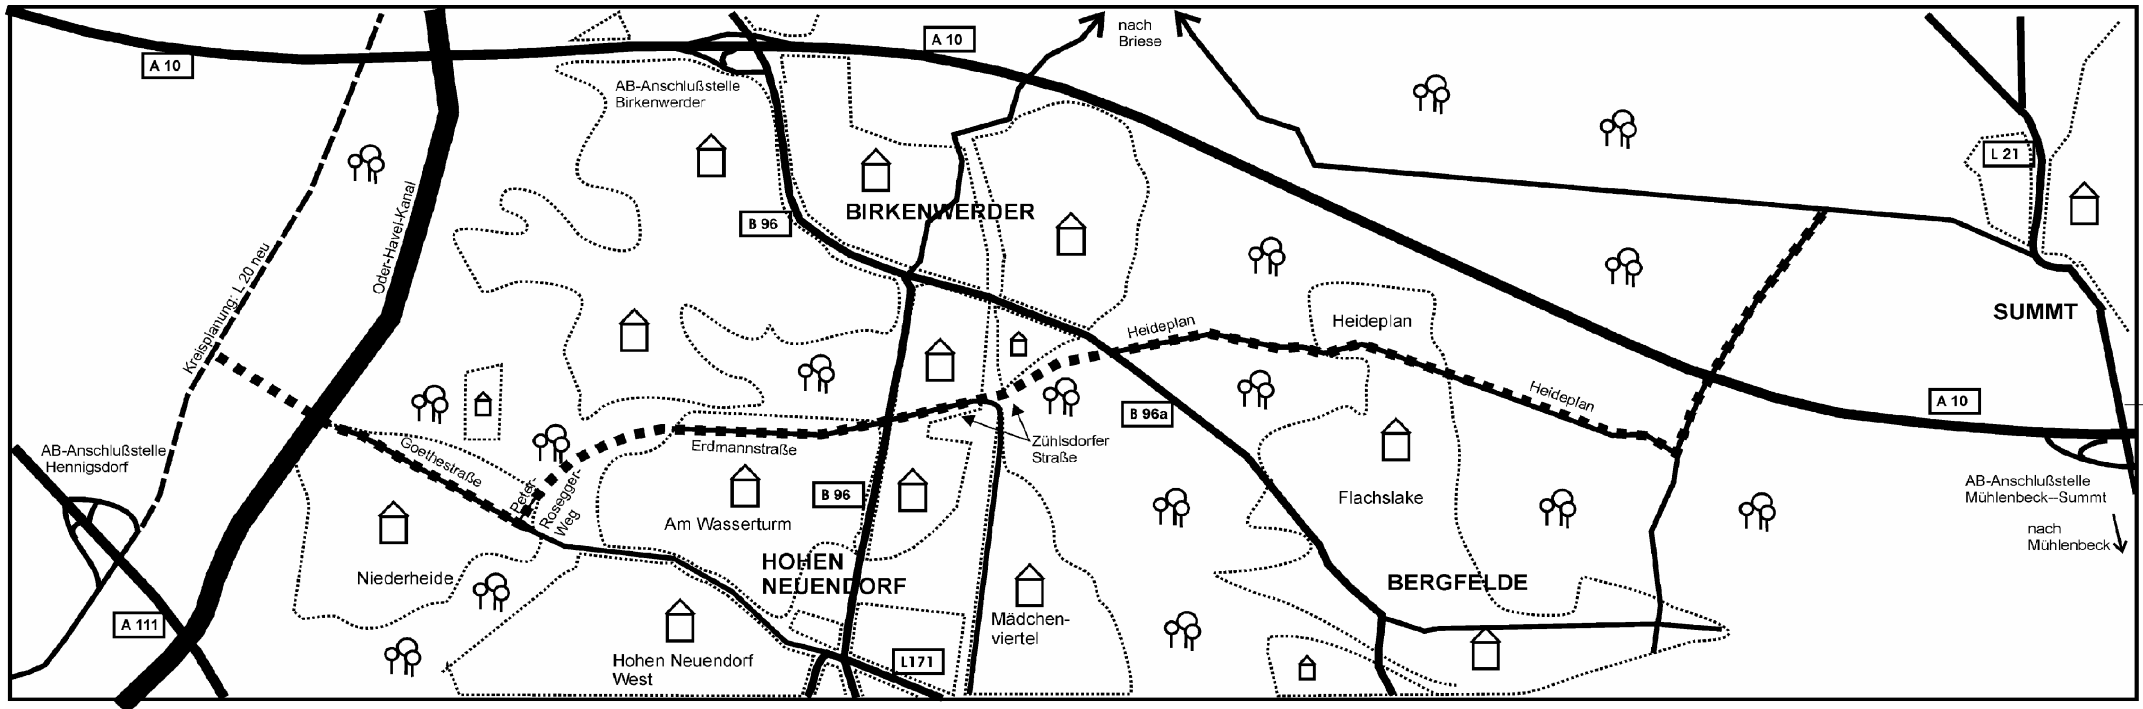 A 10
A 10
nach
Briese
AB-Anschlußstelle
Birkenwerder
L 21
B 96
BIRKENWERDER
Oder-Havel-Kanal
Kreisplanung: L 20 neu
SUMMT
Heideplan
Heideplan
Heideplan
A 10
B 96a
Zühlsdorfer
Straße
Erdmannstraße
Goethestraße
AB-Anschlußstelle
Hennigsdorf
Peter-
Rosegger-
Weg
B 96
Am Wasserturm
Flachslake
AB-Anschlußstelle
Mühlenbeck–Summt
nach
Mühlenbeck
HOHEN
NEUENDORF
Niederheide
BERGFELDE
A 111
Mädchen-
viertel
Hohen Neuendorf
West
L171